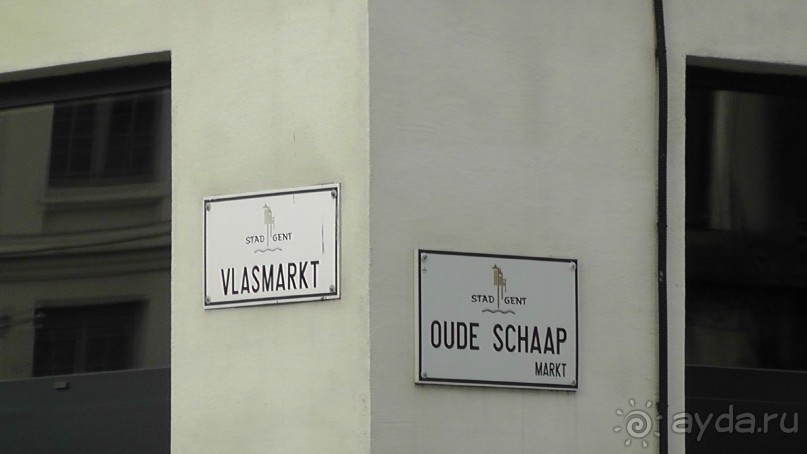 STAD GENT
VLASMARKT
STAD GENT
OUDE SCHAAP
MARKT
ayda.ru